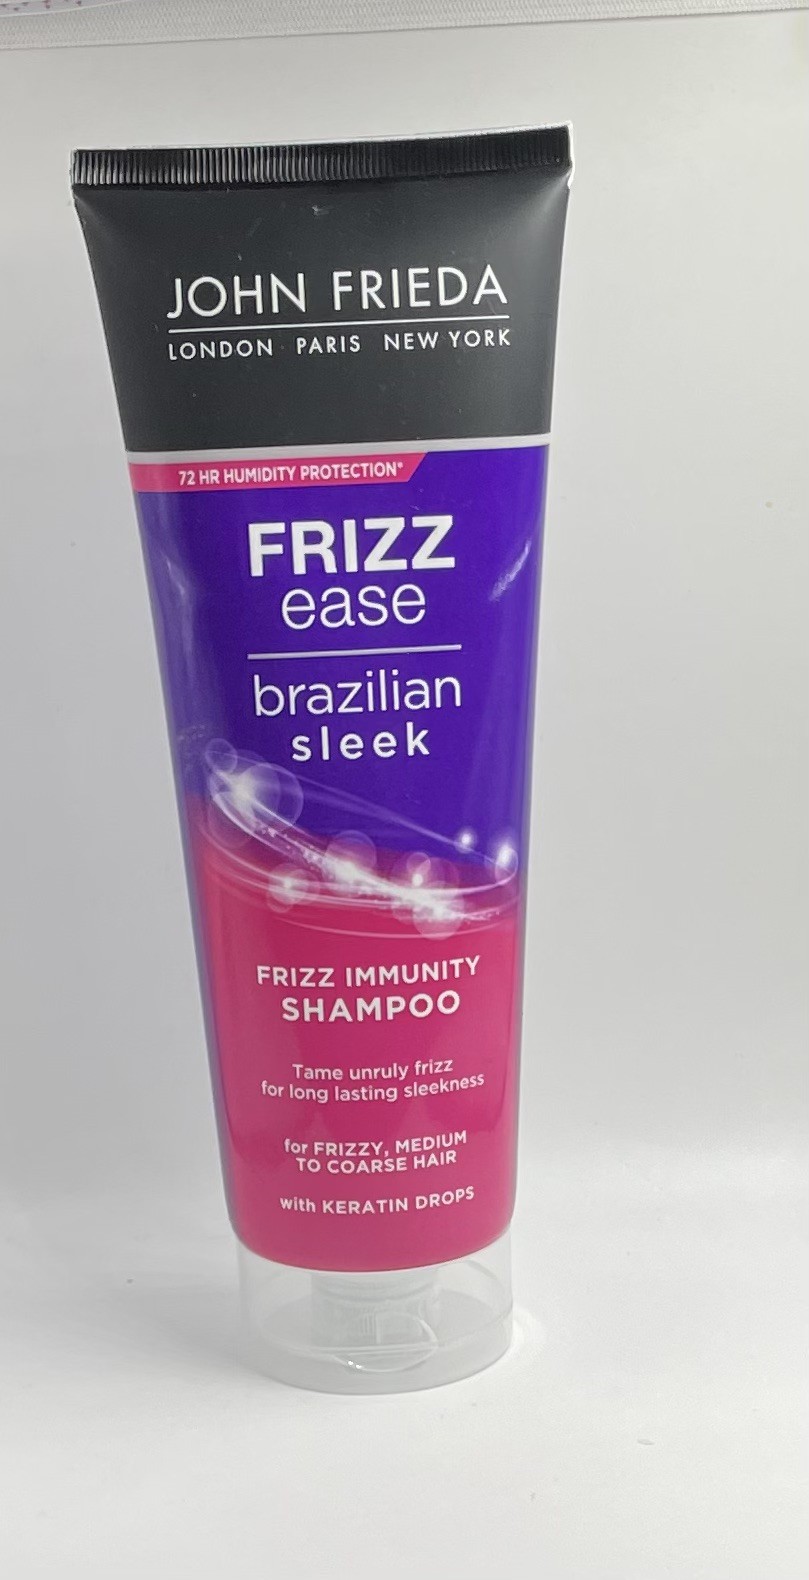 JOHN FRIEDA
LONDON PARIS NEW YORK
72 HR HUMIDITY PROTECTION*
FRIZZ
ease
brazilian
sleek
FRIZZ IMMUNITY
SHAMPOO
Tame unruly frizz
for long lasting sleekness
for FRIZZY, MEDIUM
TO COARSE HAIR
with KERATIN DROPS